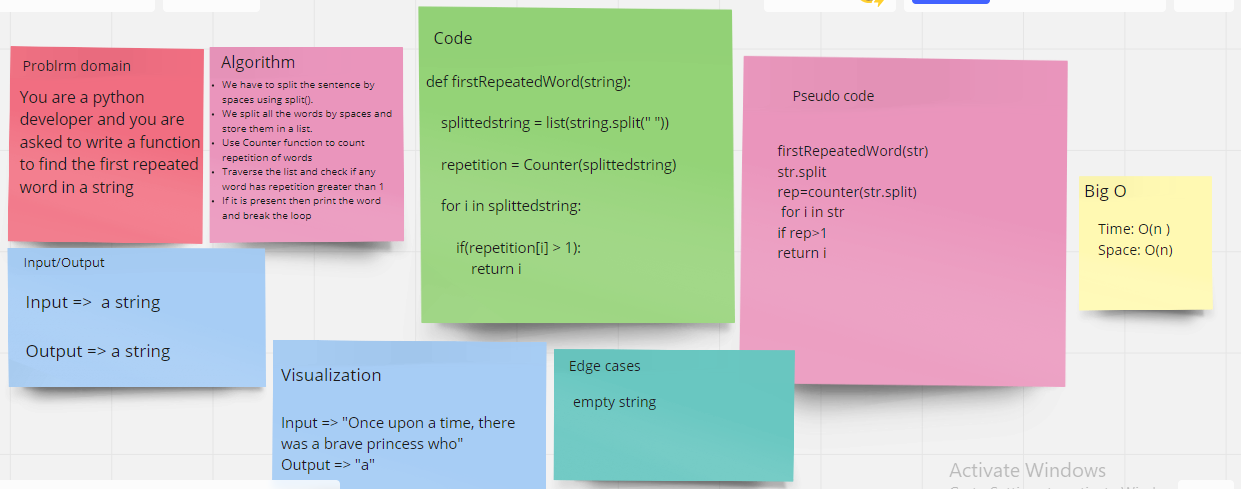 Problrm domain
You are a python
developer and you are
asked to write a function
to find the first repeated
word in a string
Algorithm
• We have to split the sentence by
spaces using split().
• We split all the words by spaces and
store them in a list.
• Use Counter function to count
repetition of words
• Traverse the list and check if any
word has repetition greater than 1
• If it is present then print the word
and break the loop
Code
def firstRepeatedWord(string):
splittedstring = list(string.split(" "))
repetition = Counter(splittedstring)
for i in splittedstring:
if(repetition[i] > 1):
return i
Pseudo code
firstRepeatedWord(str)
str.split
rep=counter(str.split)
for i in str
if rep>1
return i
Big O
Time: O(n )
Space: O(n)
Input/Output
Input => a string
Output => a string
Visualization
Input => "Once upon a time, there
was a brave princess who"
Output => "a"
Edge cases
empty string
Activate Windows